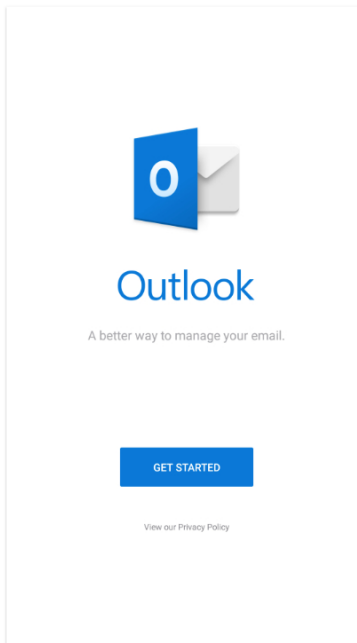 O
Outlook
A better way to manage your email.
GET STARTED
View our Privacy Policy